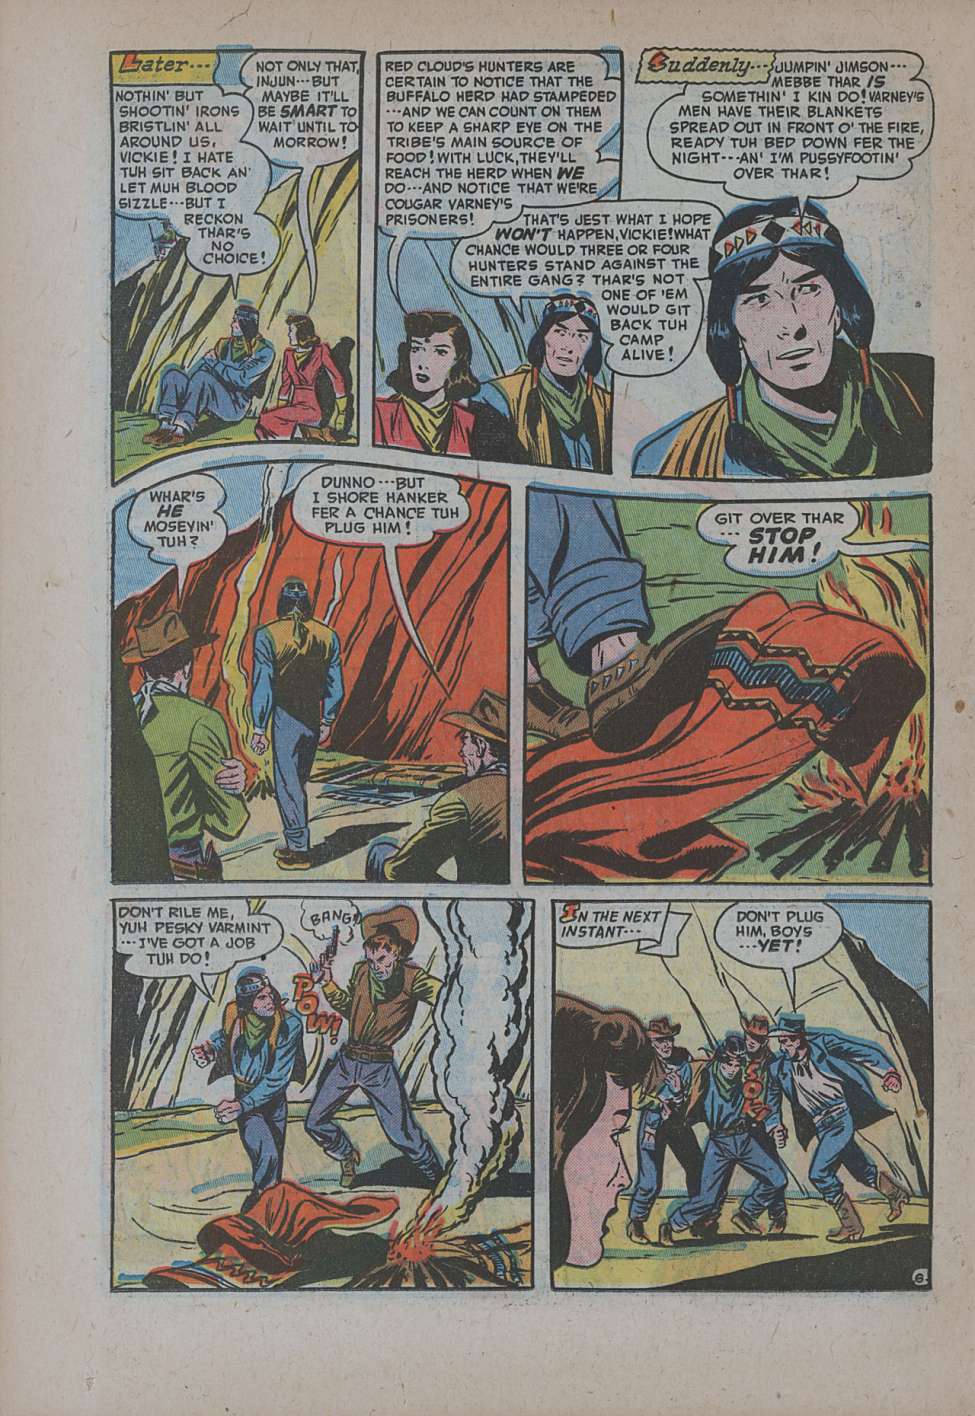 Later---
NOTHIN' BUT
SHOOTIN' IRONS
BRISTLIN' ALL
AROUND US,
VICKIE! I HATE
TUH SIT BACK AN'
LET MUH BLOOD
SIZZLE---BUT I
RECKON
THAR'S
NO
CHOICE!
NOT ONLY THAT,
INJUN---BUT
MAYBE IT'LL
BE SMART TO
WAIT UNTIL TO
MORROW!
RED CLOUD'S HUNTERS ARE
CERTAIN TO NOTICE THAT THE
BUFFALO HERD HAD STAMPEDED
---AND WE CAN COUNT ON THEM
TO KEEP A SHARP EYE ON THE
TRIBE'S MAIN SOURCE OF
FOOD! WITH LUCK, THEY'LL
REACH THE HERD WHEN WE
DO---AND NOTICE THAT WE'RE
COUGAR VARNEY'S
PRISONERS!
THAT'S JEST WHAT I HOPE
WON'T HAPPEN, VICKIE! WHAT
CHANCE WOULD THREE OR FOUR
HUNTERS STAND AGAINST THE
ENTIRE GANG? THAR'S NOT
ONE OF 'EM
WOULD GIT
BACK TUH
CAMP
ALIVE!
Suddenly---
JUMPIN' JIMSON---
MEBBE THAR IS
SOMETHIN' I KIN DO! VARNEY'S
MEN HAVE THEIR BLANKETS
SPREAD OUT IN FRONT O' THE FIRE,
READY TUH BED DOWN FER THE
NIGHT---AN' I'M PUSSYFOOTIN'
OVER THAR!
WHAR'S
HE
MOSEYIN'
TUH?
DUNNO---BUT
I SHORE HANKER
FER A CHANCE TUH
PLUG HIM!
GIT OVER THAR
--- STOP
HIM!
DON'T RILE ME,
YUH PESKY VARMINT
---I'VE GOT A JOB
TUH DO!
BANG!
POW!
IN THE NEXT
INSTANT---
DON'T PLUG
HIM, BOYS
---YET!
SOK!
6